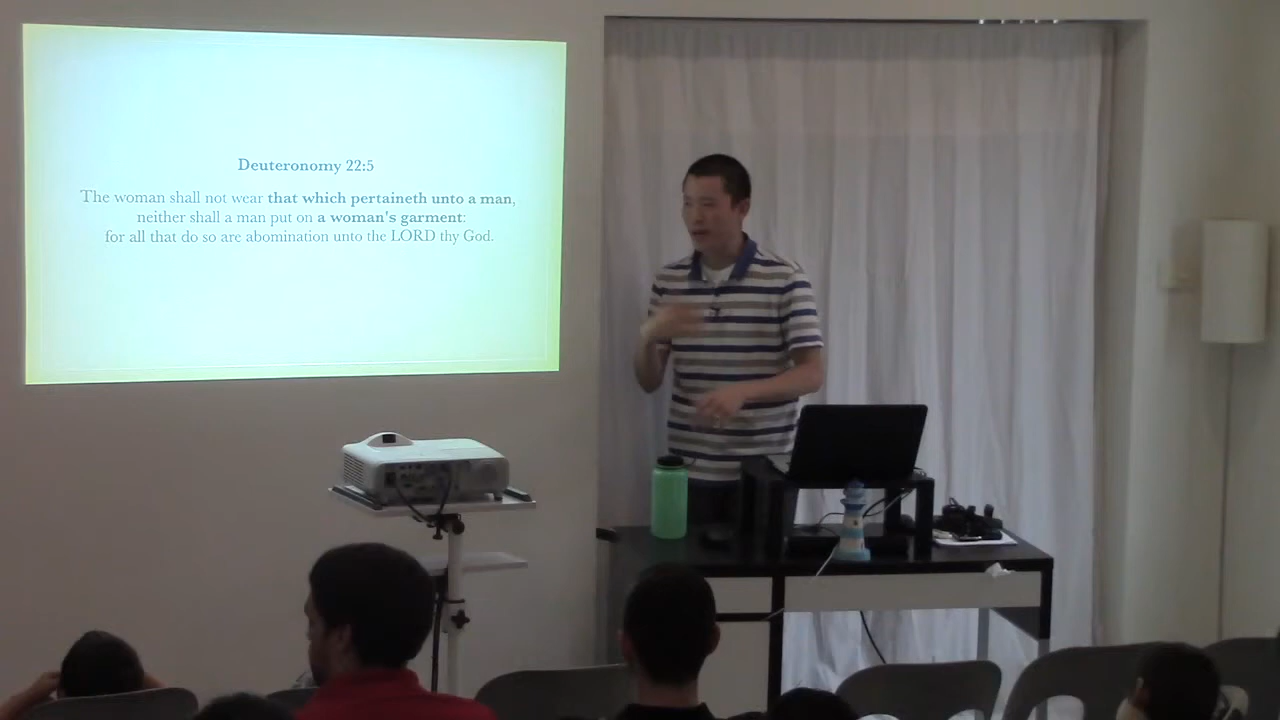 Deuteronomy 22:5
The woman shall not wear that which pertaineth unto a man,
neither shall a man put on a woman's garment:
for all that do so are abomination unto the LORD thy God.